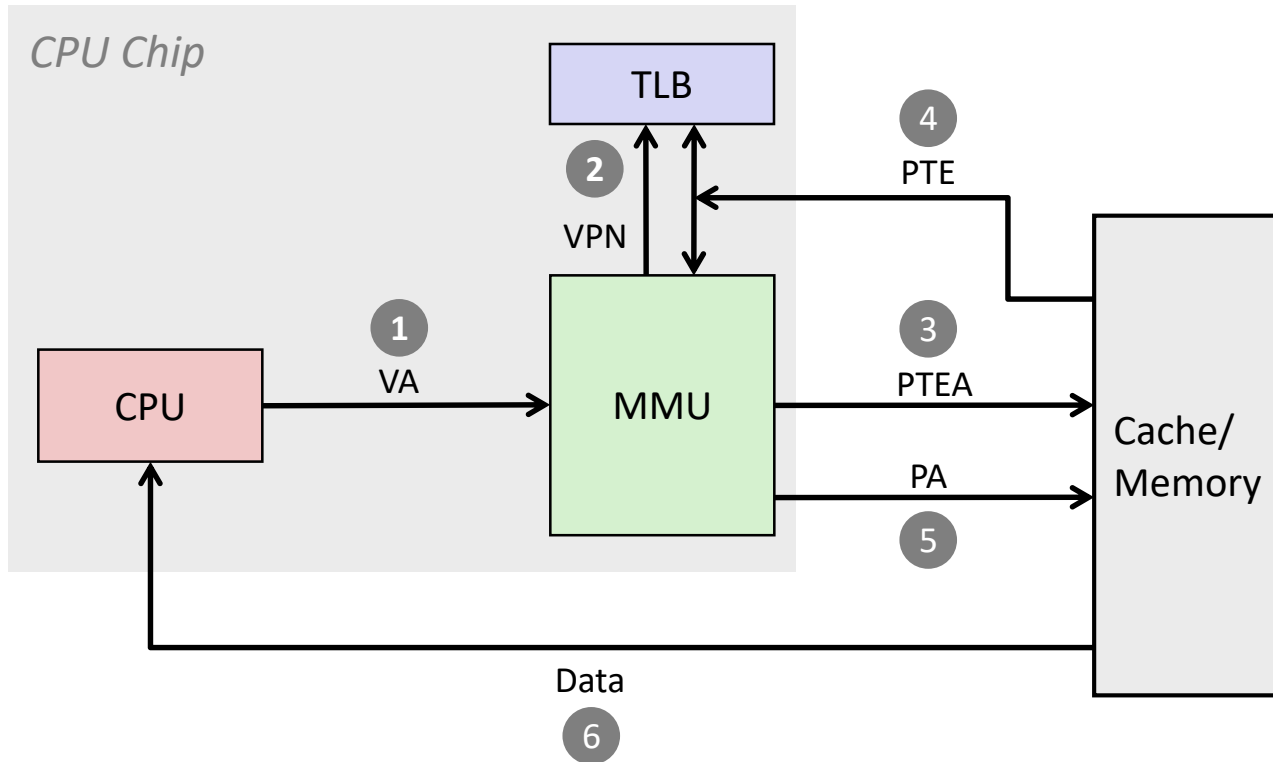 CPU Chip
TLB
4
PTE
2
VPN
1
VA
CPU
MMU
3
PTEA
Cache/
Memory
PA
5
Data
6